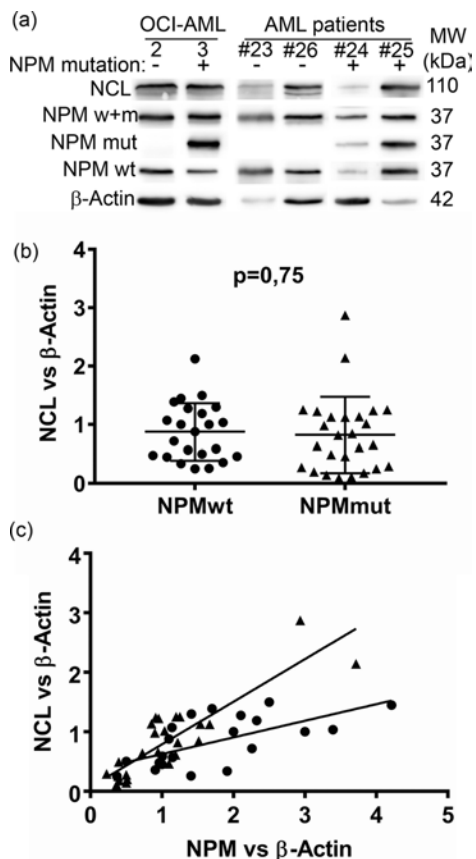 (a) OCI-AML AML patients MW
2 3 #23 #26 #24 #25 (kDa)
NPM mutation: - + - - + +
NCL 110
NPM w+m 37
NPM mut 37
NPM wt 37
β-Actin 42
(b)
p=0,75
NCL vs β-Actin
4
3
2
1
0
NPMwt NPMmut
(c)
NCL vs β-Actin
4
3
2
1
0
0 1 2 3 4 5
NPM vs β-Actin